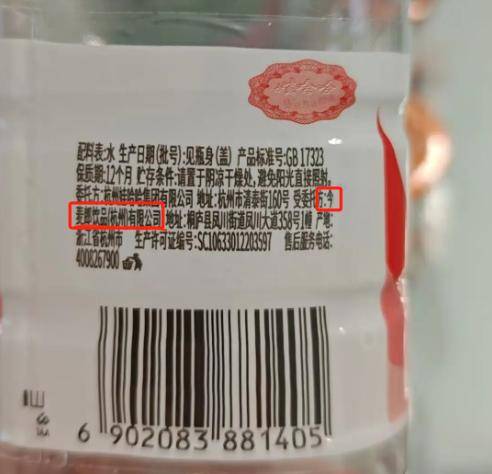 娃哈哈
配料表:水 生产日期(批号):见瓶身(盖) 产品标准号:GB 17323
保质期:12个月 贮存条件:请置于阴凉干燥处,避免阳光直接照射。
委托方:杭州娃哈哈集团有限公司 地址:杭州市清泰街160号 受委托方:今
麦郎饮品(杭州)有限公司 地址:桐庐县凤川街道凤川大道358号1幢 产地:
浙江省杭州市 生产许可证编号:SC10633012203597 售后服务电话:
4008267900
6 902083 881405